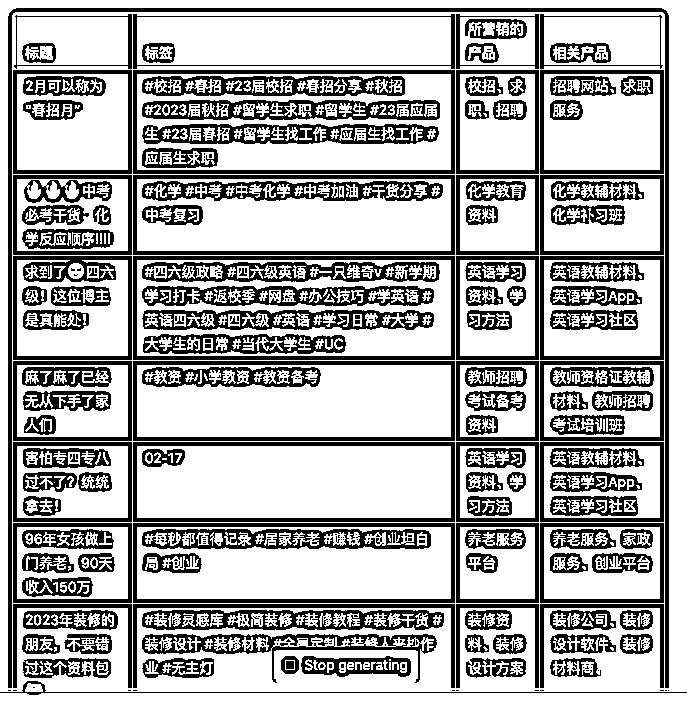 标题
标签
所营销的
产品
相关产品
2月可以称为
“春招月”
#校招 #春招 #23届校招 #春招分享 #秋招
#2023届秋招 #留学生求职 #留学生 #23届应届
生 #23届春招 #留学生找工作 #应届生找工作 #
应届生求职
校招、求
职、招聘
招聘网站、求职
服务
中考
必考干货·化
学反应顺序!!!!
#化学 #中考 #中考化学 #中考加油 #干货分享 #
中考复习
化学教育
资料
化学教辅材料、
化学补习班
求到了四六
级！这位博主
是真能处！
#四六级攻略 #四六级英语 #一只维奇v #新学期
学习打卡 #返校季 #网盘 #办公技巧 #学英语 #
英语四六级 #四六级 #英语 #学习日常 #大学 #
大学生的日常 #当代大学生 #UC
英语学习
资料、学
习方法
英语教辅材料、
英语学习App、
英语学习社区
麻了麻了已经
无从下手了家
人们
#教资 #小学教资 #教资备考
教师招聘
考试备考
资料
教师资格证教辅
材料、教师招聘
考试培训班
害怕专四专八
过不了？统统
拿去！
02-17
英语学习
资料、学
习方法
英语教辅材料、
英语学习App、
英语学习社区
96年女孩做上
门养老，90天
收入150万
#每秒都值得记录 #居家养老 #赚钱 #创业坦白
局 #创业
养老服务
平台
养老服务、家政
服务、创业平台
2023年装修的
朋友，不要错
过这个资料包
#装修灵感库 #极简装修 #装修教程 #装修干货 #
装修设计 #装修材料 #全屋定制 #装修人来抄作
业 #无主灯
装修资
料、装修
设计方案
装修公司、装修
设计软件、装修
材料商、
Stop generating